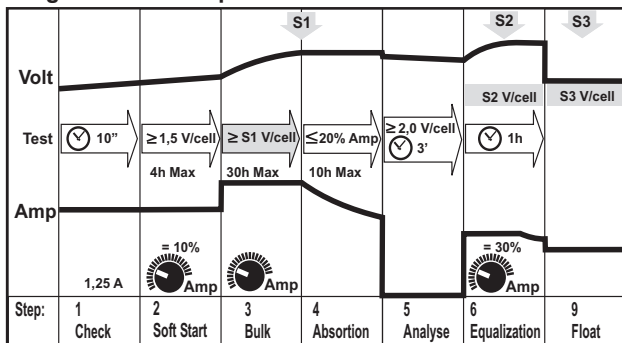 S1 S2 S3
Volt
S2 V/cell S3 V/cell
Test 10" ≥1,5 V/cell ≥ S1 V/cell ≤20% Amp ≥2,0 V/cell 3' 1h
4h Max 30h Max 10h Max
Amp
= 10% = 30%
1,25 A Amp Amp Amp
Step: 1 2 3 4 5 6 9
Check Soft Start Bulk Absortion Analyse Equalization Float